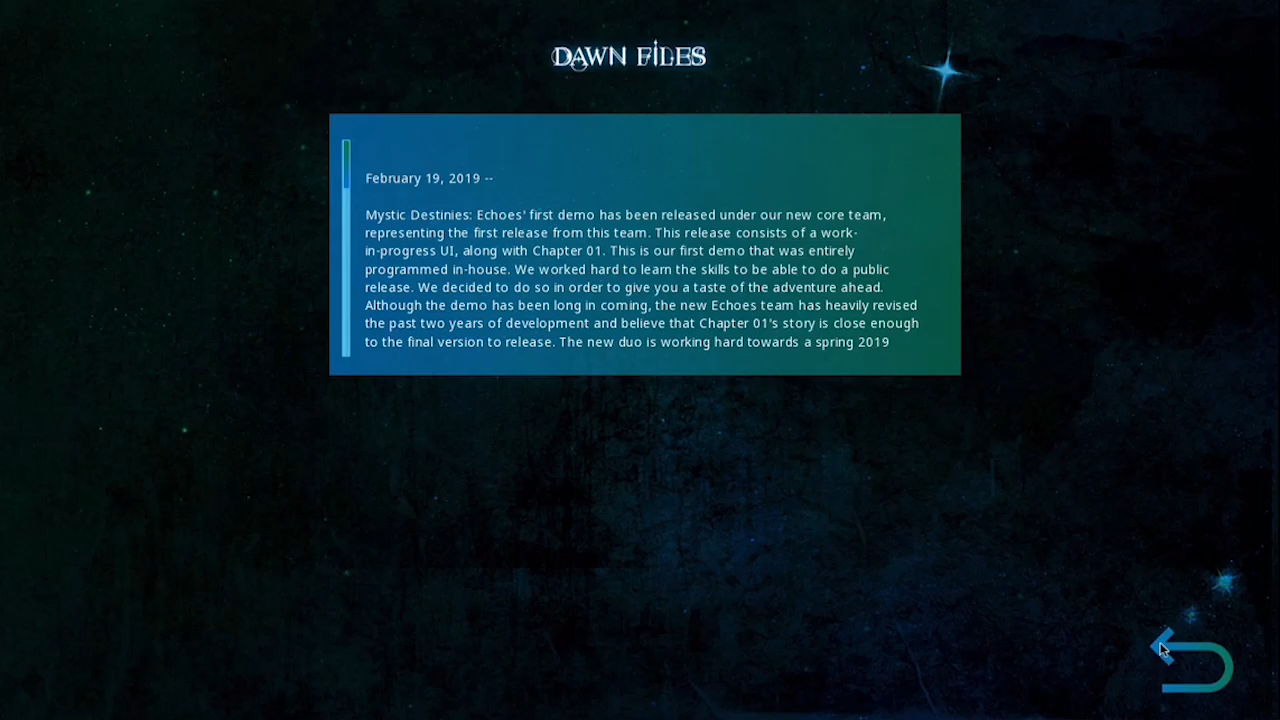 DAWN FILES
February 19, 2019 --
Mystic Destinies: Echoes' first demo has been released under our new core team,
representing the first release from this team. This release consists of a work-
in-progress UI, along with Chapter 01. This is our first demo that was entirely
programmed in-house. We worked hard to learn the skills to be able to do a public
release. We decided to do so in order to give you a taste of the adventure ahead.
Although the demo has been long in coming, the new Echoes team has heavily revised
the past two years of development and believe that Chapter 01's story is close enough
to the final version to release. The new duo is working hard towards a spring 2019